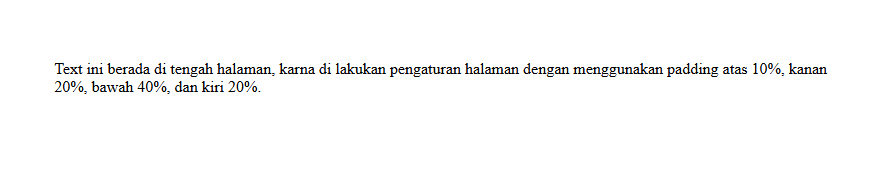 Text ini berada di tengah halaman, karna di lakukan pengaturan halaman dengan menggunakan padding atas 10%, kanan
20%, bawah 40%, dan kiri 20%.